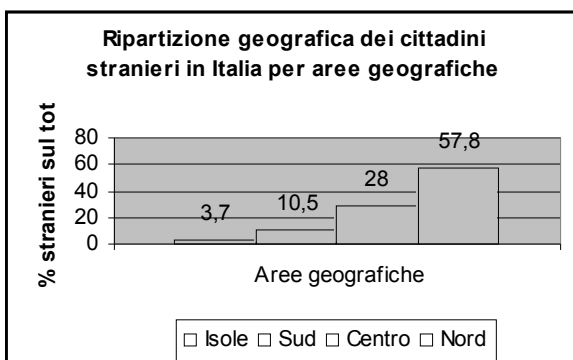 Ripartizione geografica dei cittadini
stranieri in Italia per aree geografiche
% stranieri sul tot
80
60
40
20
0
3,7
10,5
28
57,8
Aree geografiche
Isole Sud Centro Nord